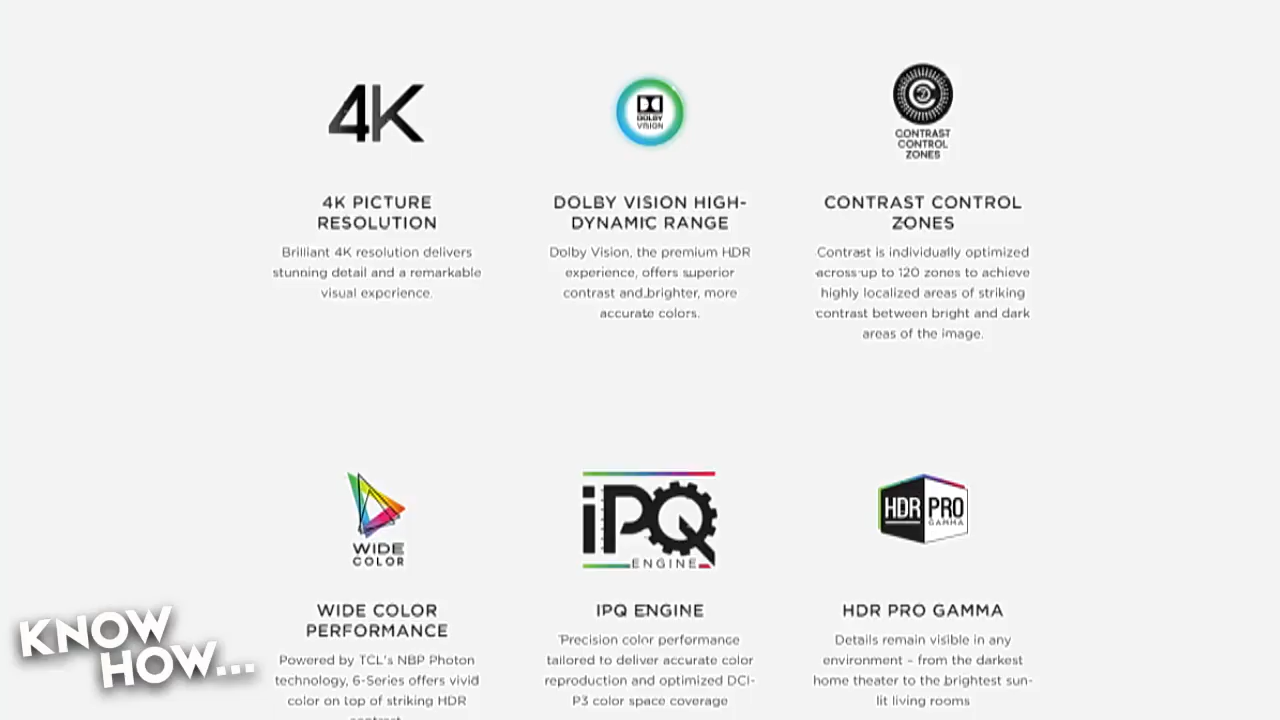 4K
DOLBY
VISION
CONTRAST
CONTROL
ZONES
4K PICTURE
RESOLUTION
Brilliant 4K resolution delivers
stunning detail and a remarkable
visual experience.
DOLBY VISION HIGH-
DYNAMIC RANGE
Dolby Vision, the premium HDR
experience, offers superior
contrast and brighter, more
accurate colors.
CONTRAST CONTROL
ZONES
Contrast is individually optimized
across up to 120 zones to achieve
highly localized areas of striking
contrast between bright and dark
areas of the image.
WIDE
COLOR
iPQ
ENGINE
HDR PRO
GAMMA
WIDE COLOR
PERFORMANCE
Powered by TCL's NBP Photon
technology, 6-Series offers vivid
color on top of striking HDR
contrast.
IPQ ENGINE
Precision color performance
tailored to deliver accurate color
reproduction and optimized DCI-
P3 color space coverage
HDR PRO GAMMA
Details remain visible in any
environment – from the darkest
home theater to the brightest sun-
lit living rooms
KNOW
HOW...